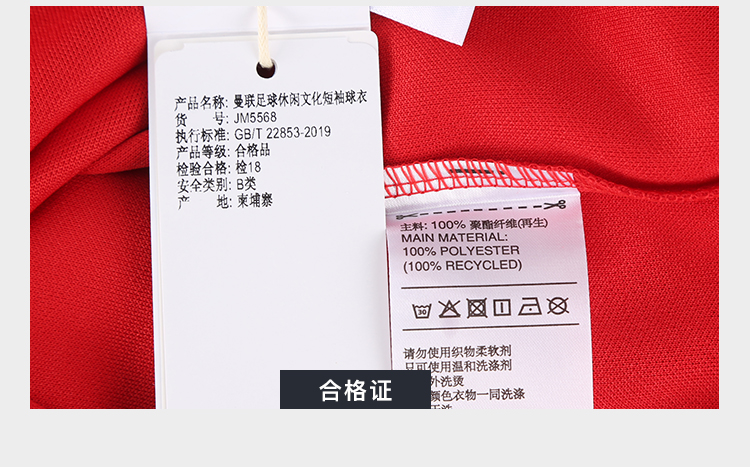 产品名称: 曼联足球休闲文化短袖球衣
货 号: JM5568
执行标准: GB/T 22853-2019
产品等级: 合格品
检验合格: 检18
安全类别: B类
产 地: 柬埔寨
主料: 100% 聚酯纤维(再生)
MAIN MATERIAL:
100% POLYESTER
(100% RECYCLED)
30
请勿使用织物柔软剂
只可使用温和洗涤剂
外洗烫
颜色衣物一同洗涤
合格证